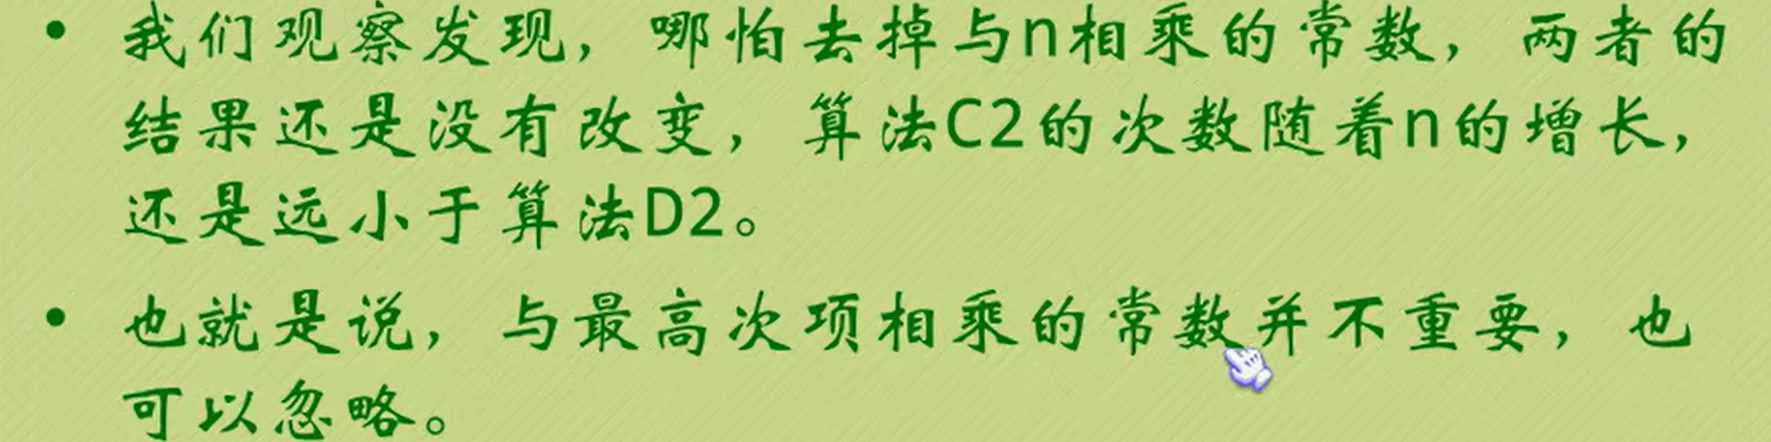 • 我们观察发现，哪怕去掉与n相乘的常数，两者的
结果还是没有改变，算法C2的次数随着n的增长，
还是远小于算法D2。
• 也就是说，与最高次项相乘的常数并不重要，也
可以忽略。